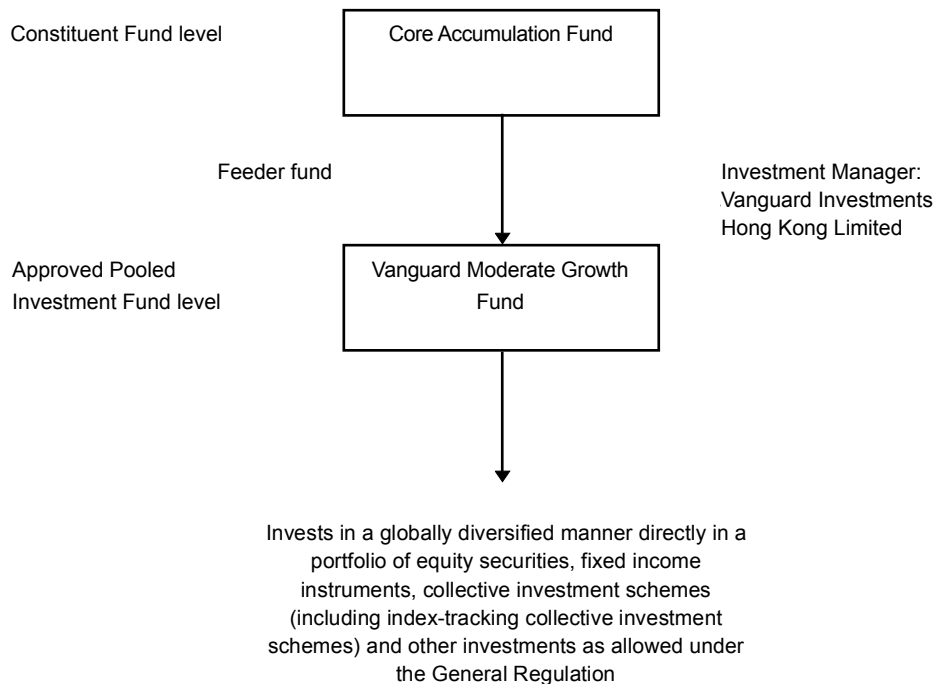 Constituent Fund level
Core Accumulation Fund
Feeder fund
Investment Manager:
Vanguard Investments
Hong Kong Limited
Approved Pooled
Investment Fund level
Vanguard Moderate Growth
Fund
Invests in a globally diversified manner directly in a
portfolio of equity securities, fixed income
instruments, collective investment schemes
(including index-tracking collective investment
schemes) and other investments as allowed under
the General Regulation